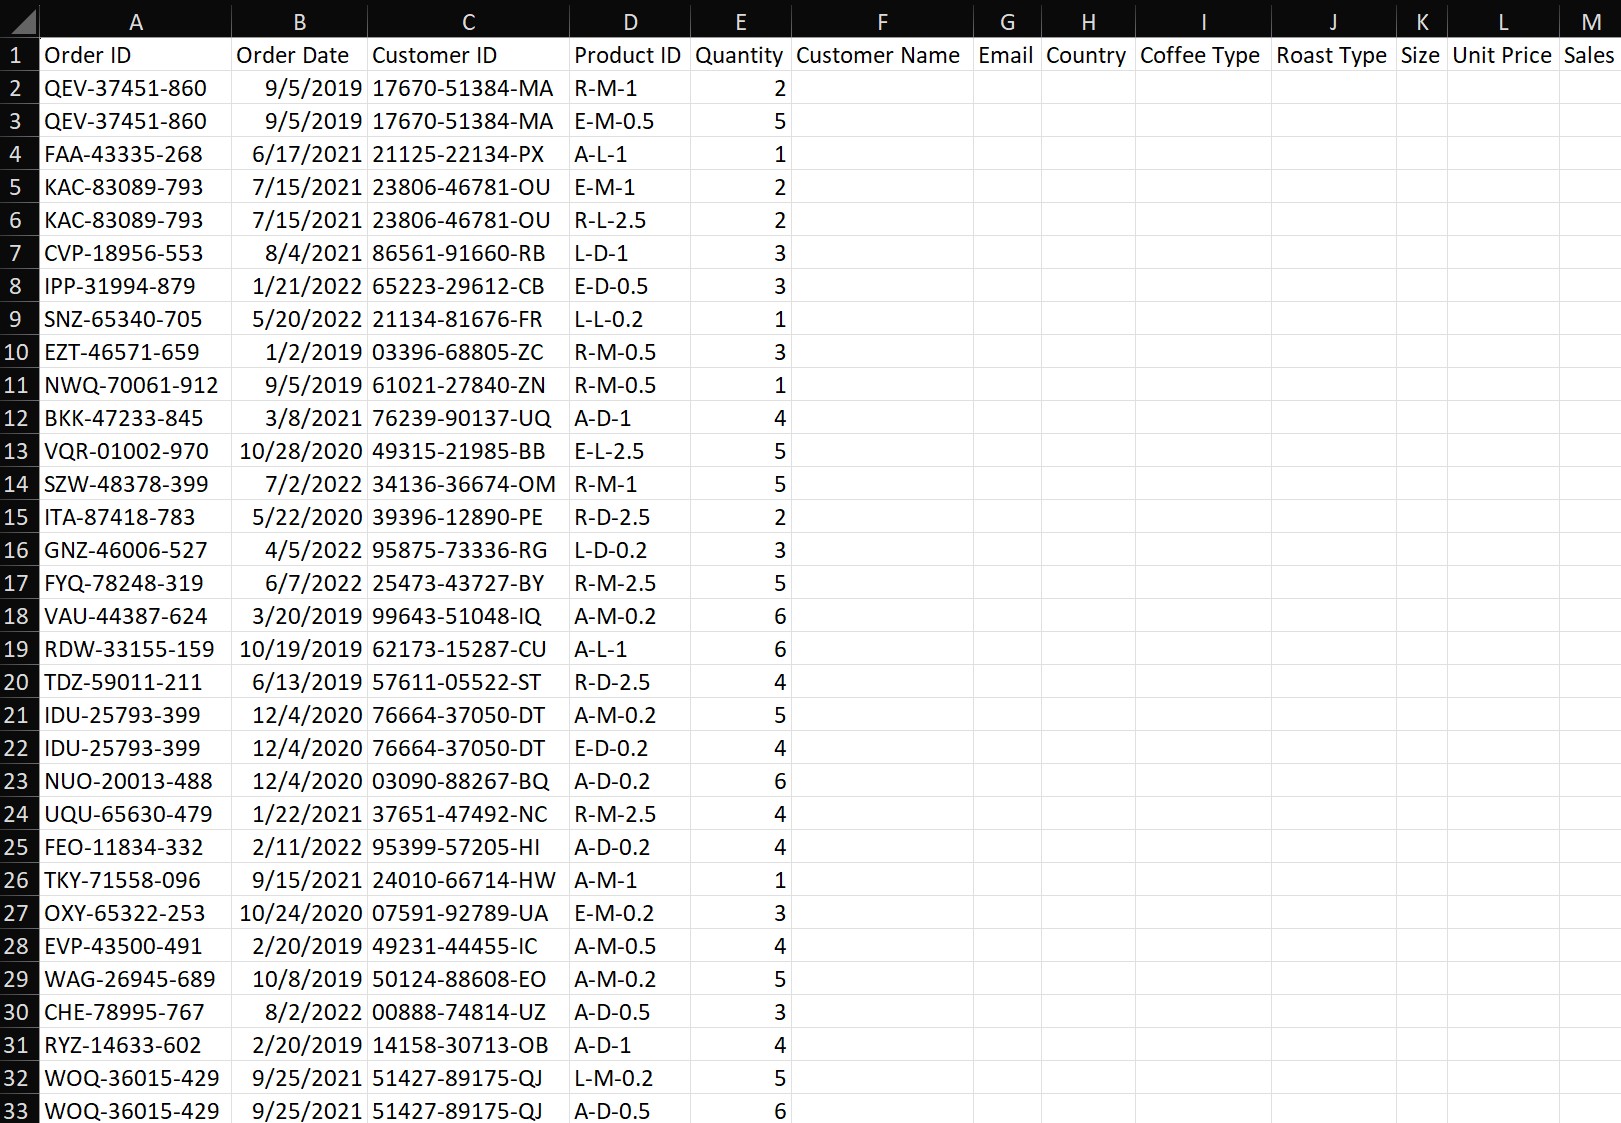 A B C D E F G H I J K L M
1 Order ID Order Date Customer ID Product ID Quantity Customer Name Email Country Coffee Type Roast Type Size Unit Price Sales
2 QEV-37451-860 9/5/2019 17670-51384-MA R-M-1 2
3 QEV-37451-860 9/5/2019 17670-51384-MA E-M-0.5 5
4 FAA-43335-268 6/17/2021 21125-22134-PX A-L-1 1
5 KAC-83089-793 7/15/2021 23806-46781-OU E-M-1 2
6 KAC-83089-793 7/15/2021 23806-46781-OU R-L-2.5 2
7 CVP-18956-553 8/4/2021 86561-91660-RB L-D-1 3
8 IPP-31994-879 1/21/2022 65223-29612-CB E-D-0.5 3
9 SNZ-65340-705 5/20/2022 21134-81676-FR L-L-0.2 1
10 EZT-46571-659 1/2/2019 03396-68805-ZC R-M-0.5 3
11 NWQ-70061-912 9/5/2019 61021-27840-ZN R-M-0.5 1
12 BKK-47233-845 3/8/2021 76239-90137-UQ A-D-1 4
13 VQR-01002-970 10/28/2020 49315-21985-BB E-L-2.5 5
14 SZW-48378-399 7/2/2022 34136-36674-OM R-M-1 5
15 ITA-87418-783 5/22/2020 39396-12890-PE R-D-2.5 2
16 GNZ-46006-527 4/5/2022 95875-73336-RG L-D-0.2 3
17 FYQ-78248-319 6/7/2022 25473-43727-BY R-M-2.5 5
18 VAU-44387-624 3/20/2019 99643-51048-IQ A-M-0.2 6
19 RDW-33155-159 10/19/2019 62173-15287-CU A-L-1 6
20 TDZ-59011-211 6/13/2019 57611-05522-ST R-D-2.5 4
21 IDU-25793-399 12/4/2020 76664-37050-DT A-M-0.2 5
22 IDU-25793-399 12/4/2020 76664-37050-DT E-D-0.2 4
23 NUO-20013-488 12/4/2020 03090-88267-BQ A-D-0.2 6
24 UQU-65630-479 1/22/2021 37651-47492-NC R-M-2.5 4
25 FEO-11834-332 2/11/2022 95399-57205-HI A-D-0.2 4
26 TKY-71558-096 9/15/2021 24010-66714-HW A-M-1 1
27 OXY-65322-253 10/24/2020 07591-92789-UA E-M-0.2 3
28 EVP-43500-491 2/20/2019 49231-44455-IC A-M-0.5 4
29 WAG-26945-689 10/8/2019 50124-88608-EO A-M-0.2 5
30 CHE-78995-767 8/2/2022 00888-74814-UZ A-D-0.5 3
31 RYZ-14633-602 2/20/2019 14158-30713-OB A-D-1 4
32 WOQ-36015-429 9/25/2021 51427-89175-QJ L-M-0.2 5
33 WOQ-36015-429 9/25/2021 51427-89175-QJ A-D-0.5 6